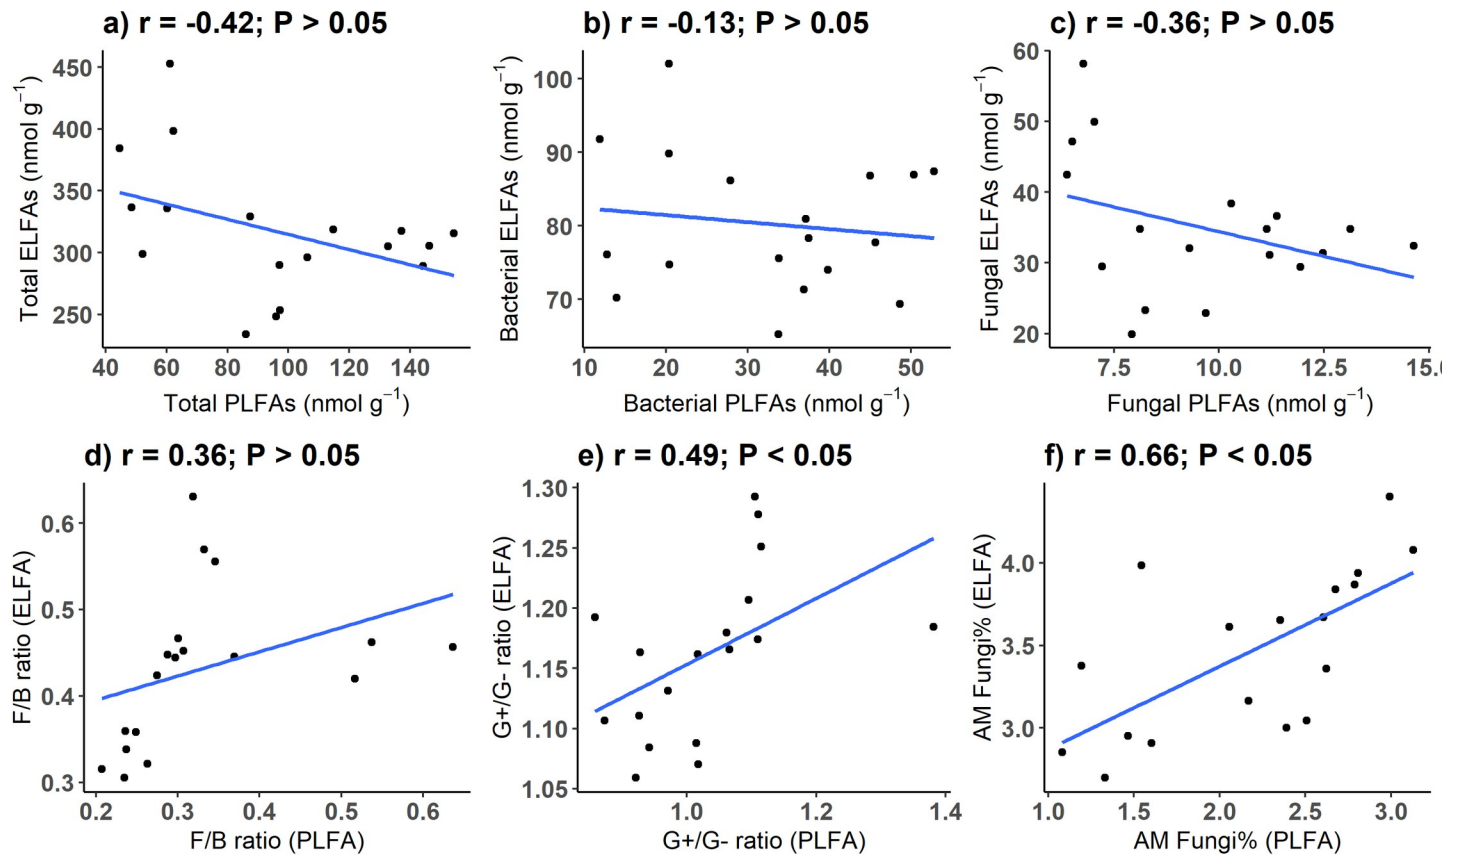 a) r = -0.42; P > 0.05
Total ELFAs (nmol g⁻¹)
450
400
350
300
250
40 60 80 100 120 140
Total PLFAs (nmol g⁻¹)
b) r = -0.13; P > 0.05
Bacterial ELFAs (nmol g⁻¹)
100
90
80
70
10 20 30 40 50
Bacterial PLFAs (nmol g⁻¹)
c) r = -0.36; P > 0.05
Fungal ELFAs (nmol g⁻¹)
60
50
40
30
20
7.5 10.0 12.5 15.
Fungal PLFAs (nmol g⁻¹)
d) r = 0.36; P > 0.05
F/B ratio (ELFA)
0.6
0.5
0.4
0.3
0.2 0.3 0.4 0.5 0.6
F/B ratio (PLFA)
e) r = 0.49; P < 0.05
G+/G- ratio (ELFA)
1.30
1.25
1.20
1.15
1.10
1.05
1.0 1.2 1.4
G+/G- ratio (PLFA)
f) r = 0.66; P < 0.05
AM Fungi% (ELFA)
4.0
3.5
3.0
1.0 1.5 2.0 2.5 3.0
AM Fungi% (PLFA)